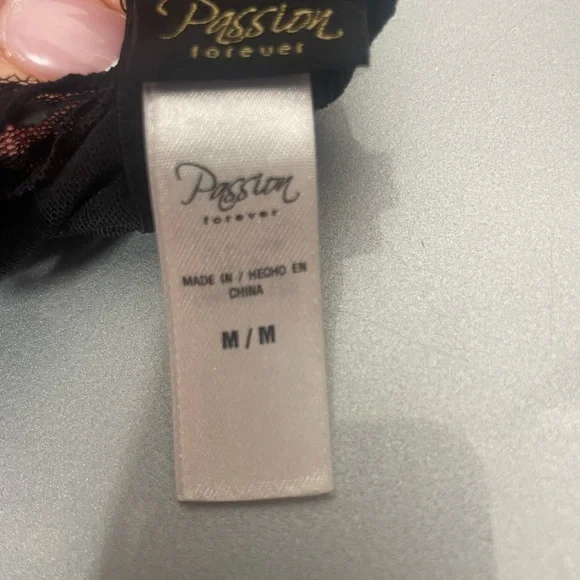 Passion
forever
Passion
forever
MADE IN / HECHO EN
CHINA
M / M